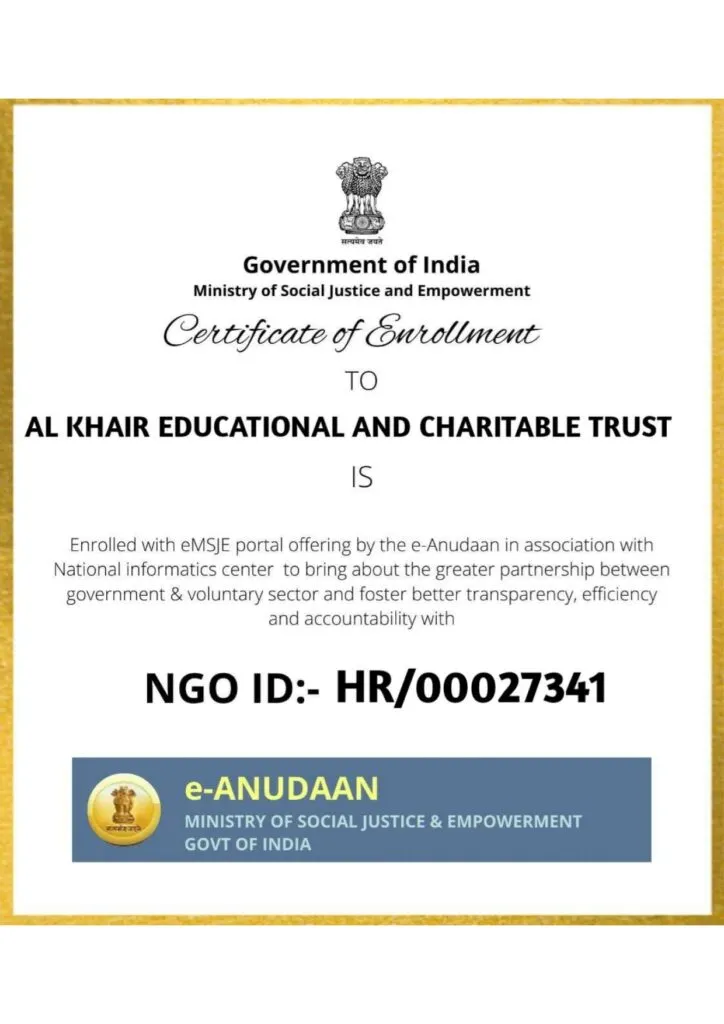 सत्यमेव जयते
Government of India
Ministry of Social Justice and Empowerment
Certificate of Enrollment
TO
AL KHAIR EDUCATIONAL AND CHARITABLE TRUST
IS
Enrolled with eMSJE portal offering by the e-Anudaan in association with
National informatics center to bring about the greater partnership between
government & voluntary sector and foster better transparency, efficiency
and accountability with
NGO ID:- HR/00027341
सत्यमेव जयते
e-ANUDAAN
MINISTRY OF SOCIAL JUSTICE & EMPOWERMENT
GOVT OF INDIA